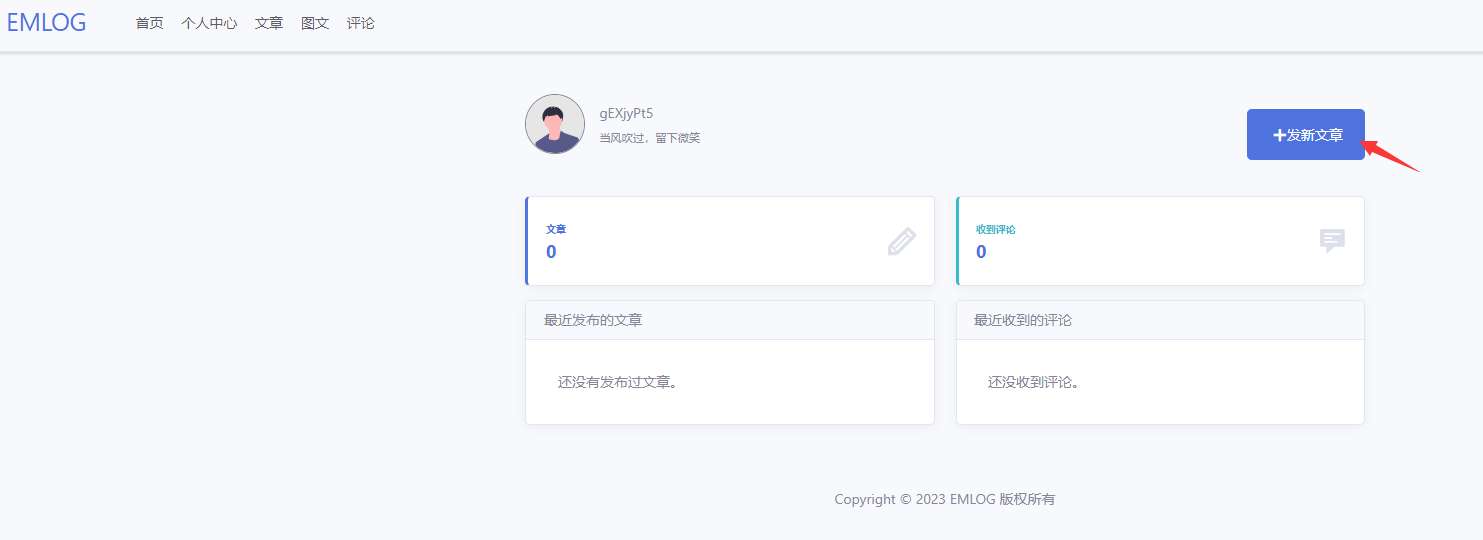 EMLOG 首页 个人中心 文章 图文 评论
gEXjyPt5
当风吹过，留下微笑
+发新文章
文章
0
收到评论
0
最近发布的文章
还没有发布过文章。
最近收到的评论
还没收到评论。
Copyright © 2023 EMLOG 版权所有